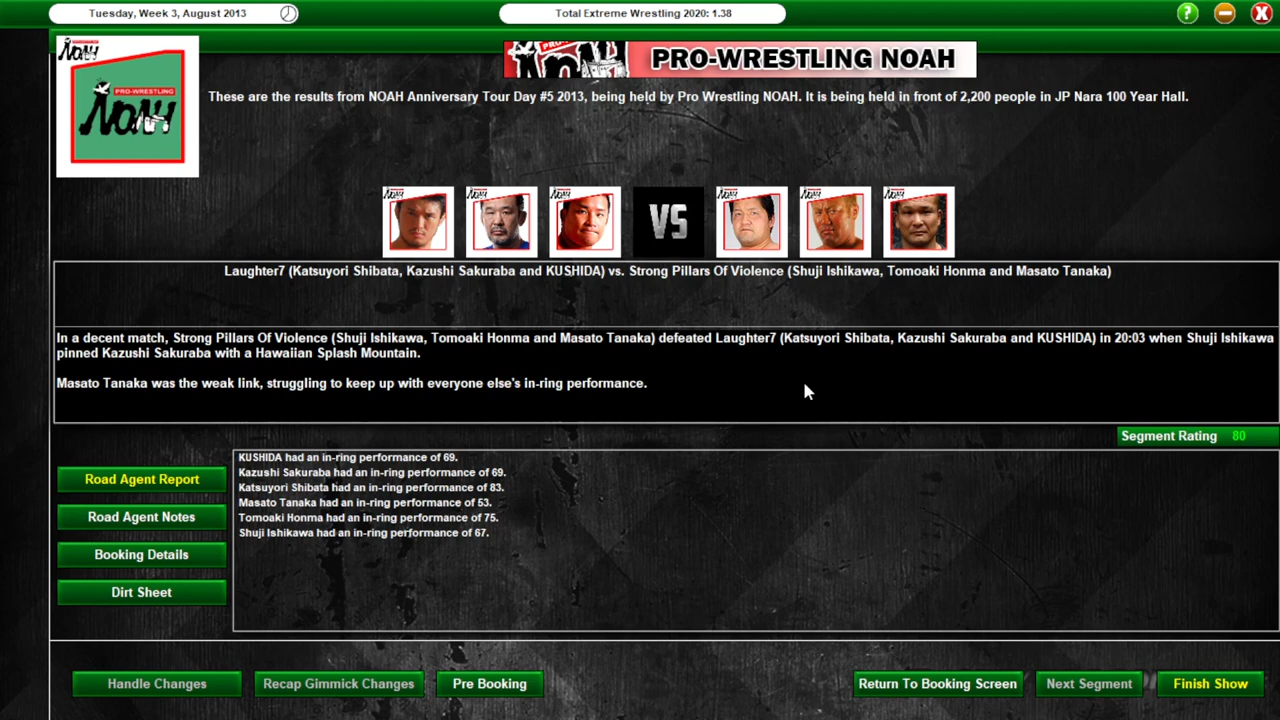 Tuesday, Week 3, August 2013
Total Extreme Wrestling 2020: 1.38
?
X
NOAH
PRO-WRESTLING
NOAH
PRO-WRESTLING NOAH
These are the results from NOAH Anniversary Tour Day #5 2013, being held by Pro Wrestling NOAH. It is being held in front of 2,200 people in JP Nara 100 Year Hall.
NOAH NOAH NOAH VS NOAH NOAH NOAH
Laughter7 (Katsuyori Shibata, Kazushi Sakuraba and KUSHIDA) vs. Strong Pillars Of Violence (Shuji Ishikawa, Tomoaki Honma and Masato Tanaka)
In a decent match, Strong Pillars Of Violence (Shuji Ishikawa, Tomoaki Honma and Masato Tanaka) defeated Laughter7 (Katsuyori Shibata, Kazushi Sakuraba and KUSHIDA) in 20:03 when Shuji Ishikawa
pinned Kazushi Sakuraba with a Hawaiian Splash Mountain.
Masato Tanaka was the weak link, struggling to keep up with everyone else's in-ring performance.
Segment Rating 80
Road Agent Report
Road Agent Notes
Booking Details
Dirt Sheet
KUSHIDA had an in-ring performance of 69.
Kazushi Sakuraba had an in-ring performance of 69.
Katsuyori Shibata had an in-ring performance of 83.
Masato Tanaka had an in-ring performance of 53.
Tomoaki Honma had an in-ring performance of 75.
Shuji Ishikawa had an in-ring performance of 67.
Handle Changes
Recap Gimmick Changes
Pre Booking
Return To Booking Screen
Next Segment
Finish Show